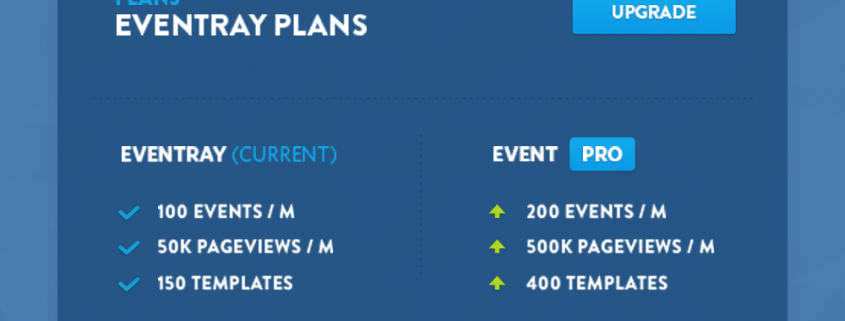 PLANS
EVENTRAY PLANS
UPGRADE
EVENTRAY (CURRENT)
100 EVENTS / M
50K PAGEVIEWS / M
150 TEMPLATES
EVENT PRO
200 EVENTS / M
500K PAGEVIEWS / M
400 TEMPLATES